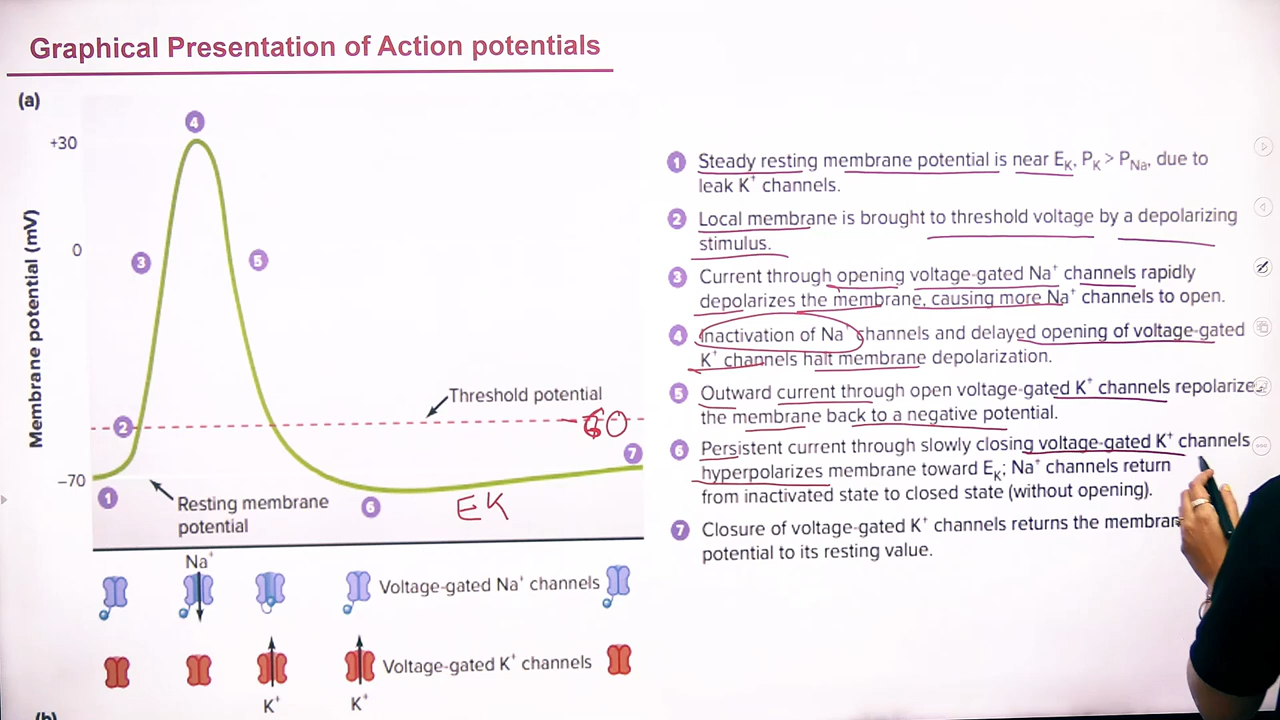 Graphical Presentation of Action potentials
(a)
4
+30
0
3
5
Membrane potential (mV)
Threshold potential
-60
2
7
−70
1
Resting membrane
potential
6
EK
Na⁺
Voltage-gated Na⁺ channels
Voltage-gated K⁺ channels
K⁺
K⁺
(b)
1 Steady resting membrane potential is near EK, PK > PNa, due to
leak K⁺ channels.
2 Local membrane is brought to threshold voltage by a depolarizing
stimulus.
3 Current through opening voltage-gated Na⁺ channels rapidly
depolarizes the membrane, causing more Na⁺ channels to open.
4 Inactivation of Na⁺ channels and delayed opening of voltage-gated
K⁺ channels halt membrane depolarization.
5 Outward current through open voltage-gated K⁺ channels repolarize
the membrane back to a negative potential.
6 Persistent current through slowly closing voltage-gated K⁺ channels
hyperpolarizes membrane toward EK; Na⁺ channels return
from inactivated state to closed state (without opening).
7 Closure of voltage-gated K⁺ channels returns the membran
potential to its resting value.